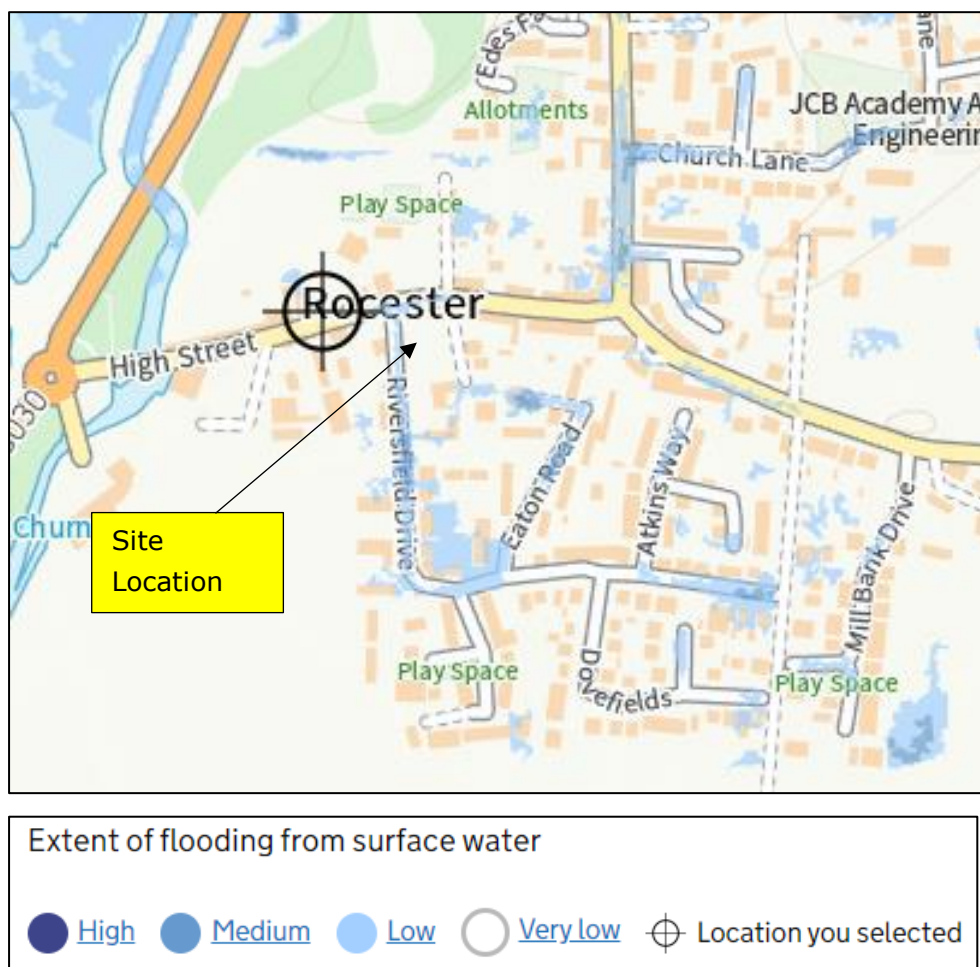 Edes Fa
ane
Allotments
JCB Academy A
Engineerin
Church Lane
Play Space
Rocester
High Street
5030
Riversfield Drive
Eaton Road
Atkins Way
Mill Bank Drive
Churn
Site
Location
Play Space
Dovefields
Play Space
Extent of flooding from surface water
High Medium Low Very low Location you selected